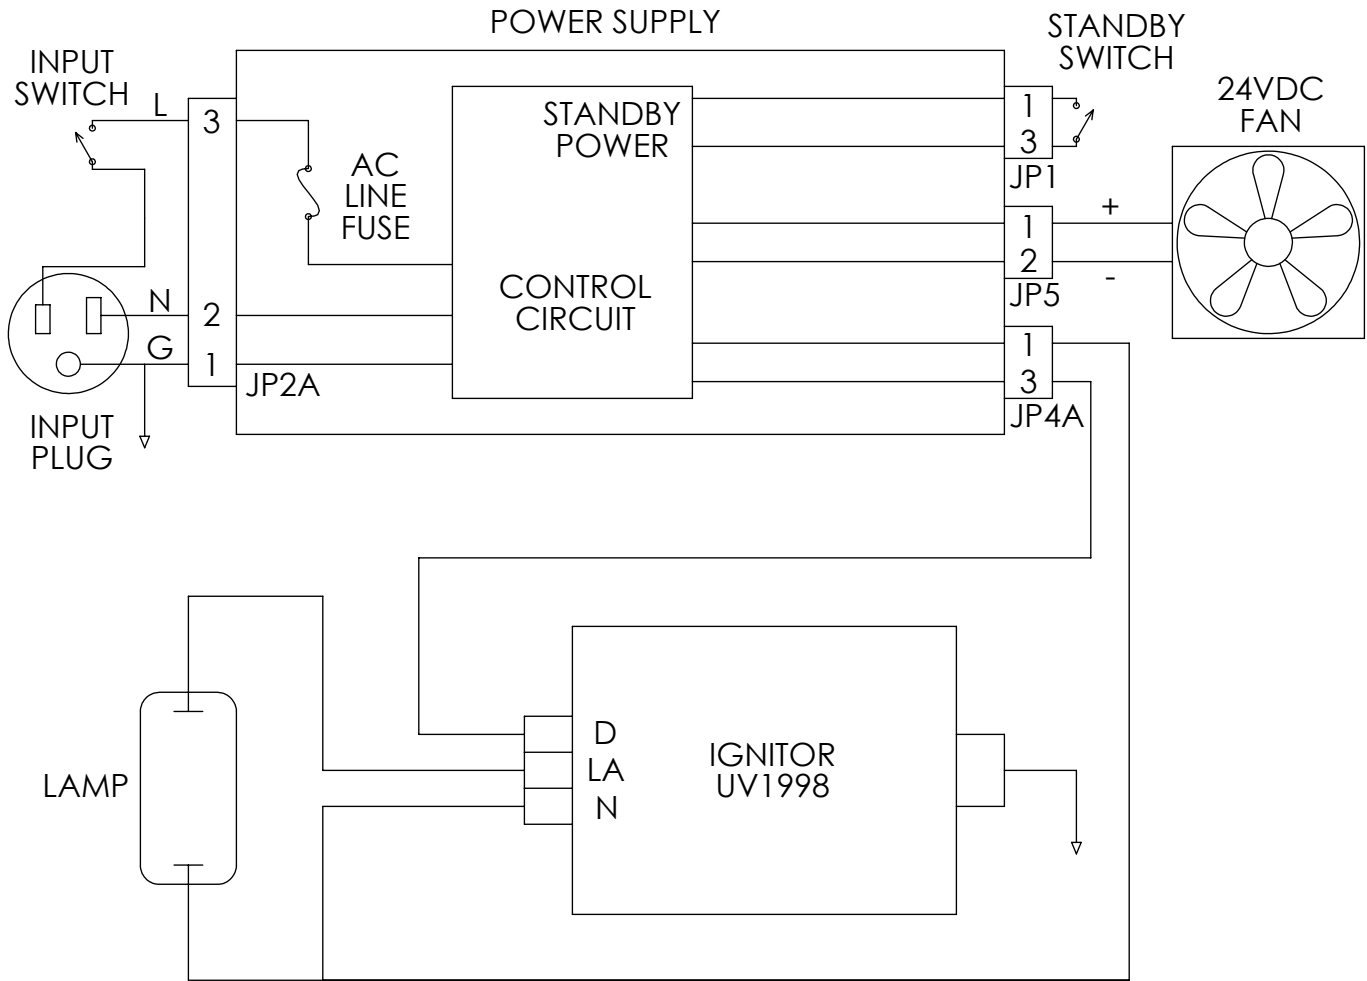 POWER SUPPLY
STANDBY
SWITCH
INPUT
SWITCH
L
3
STANDBY
POWER
1
3
JP1
24VDC
FAN
AC
LINE
FUSE
+
1
2
-
JP5
N
2
CONTROL
CIRCUIT
G
1
JP2A
1
3
JP4A
INPUT
PLUG
D
LA
N
IGNITOR
UV1998
LAMP